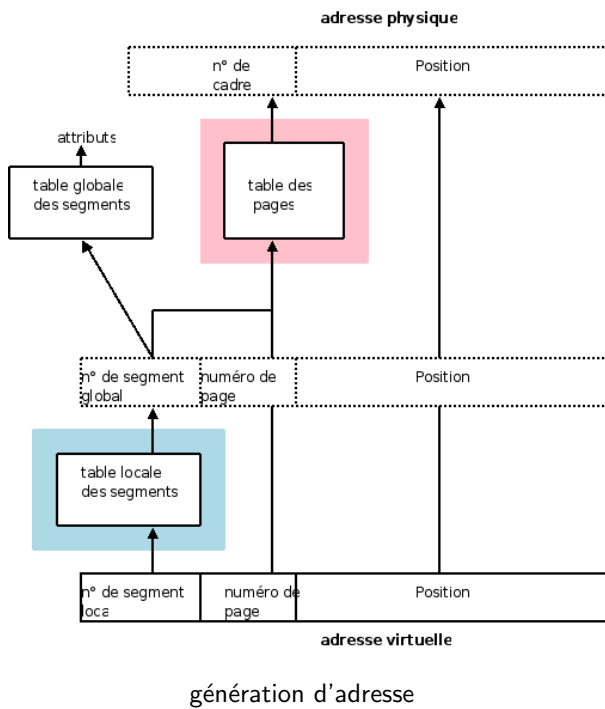 adresse physique
n° de
cadre
Position
attributs
table globale
des segments
table des
pages
n° de segment
global
numéro de
page
Position
table locale
des segments
n° de segment
loca
numéro de
page
Position
adresse virtuelle
génération d'adresse